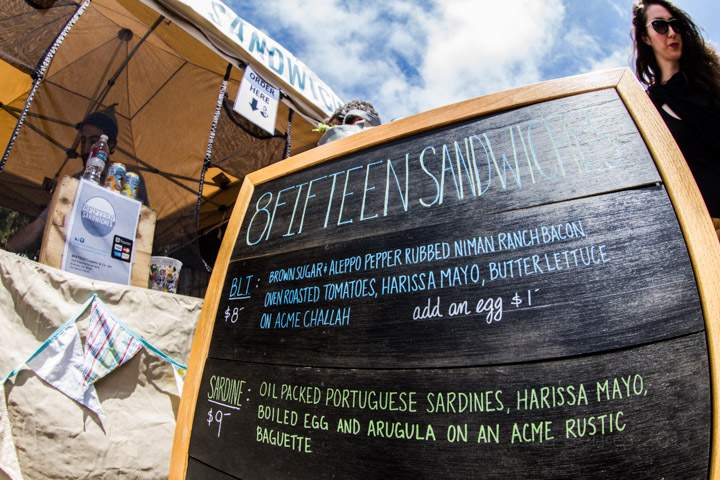 SANDWICH
ORDER
HERE
8FIFTEEN SANDWICHES
BLT: BROWN SUGAR + ALEPPO PEPPER RUBBED NIMAN RANCH BACON
$8- OVEN ROASTED TOMATOES, HARISSA MAYO, BUTTER LETTUCE
ON ACME CHALLAH add an egg $1-
SARDINE: OIL PACKED PORTUGUESE SARDINES, HARISSA MAYO,
$9- BOILED EGG AND ARUGULA ON AN ACME RUSTIC
BAGUETTE